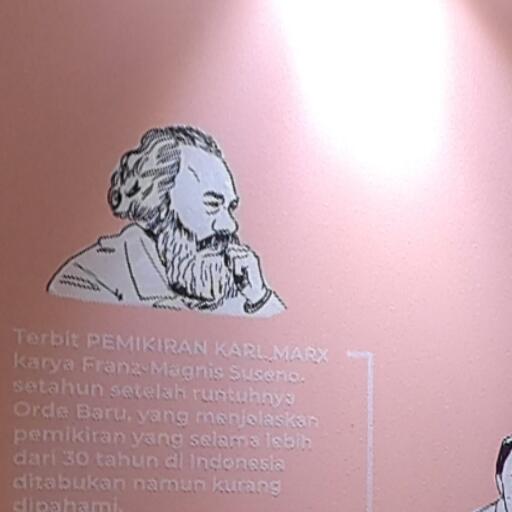 Terbit PEMIKIRAN KARL MARX
karya Franz-Magnis Suseno,
setahun setelah runtuhnya
Orde Baru, yang menjelaskan
pemikiran yang selama lebih
dari 30 tahun di Indonesia
ditabukan namun kurang
dipahami.